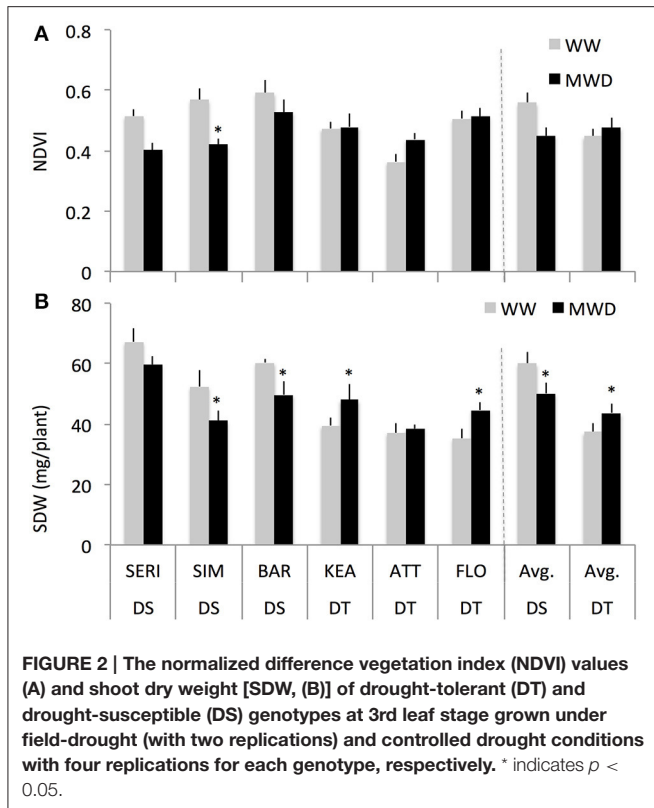 A
0.8
WW
MWD
0.6
*
NDVI
0.4
0.2
0
B
80
WW MWD
60
* * * * * *
SDW (mg/plant)
40
20
0
SERI SIM BAR KEA ATT FLO Avg. Avg.
DS DS DS DT DT DT DS DT
FIGURE 2 | The normalized difference vegetation index (NDVI) values
(A) and shoot dry weight [SDW, (B)] of drought-tolerant (DT) and
drought-susceptible (DS) genotypes at 3rd leaf stage grown under
field-drought (with two replications) and controlled drought conditions
with four replications for each genotype, respectively. * indicates p <
0.05.